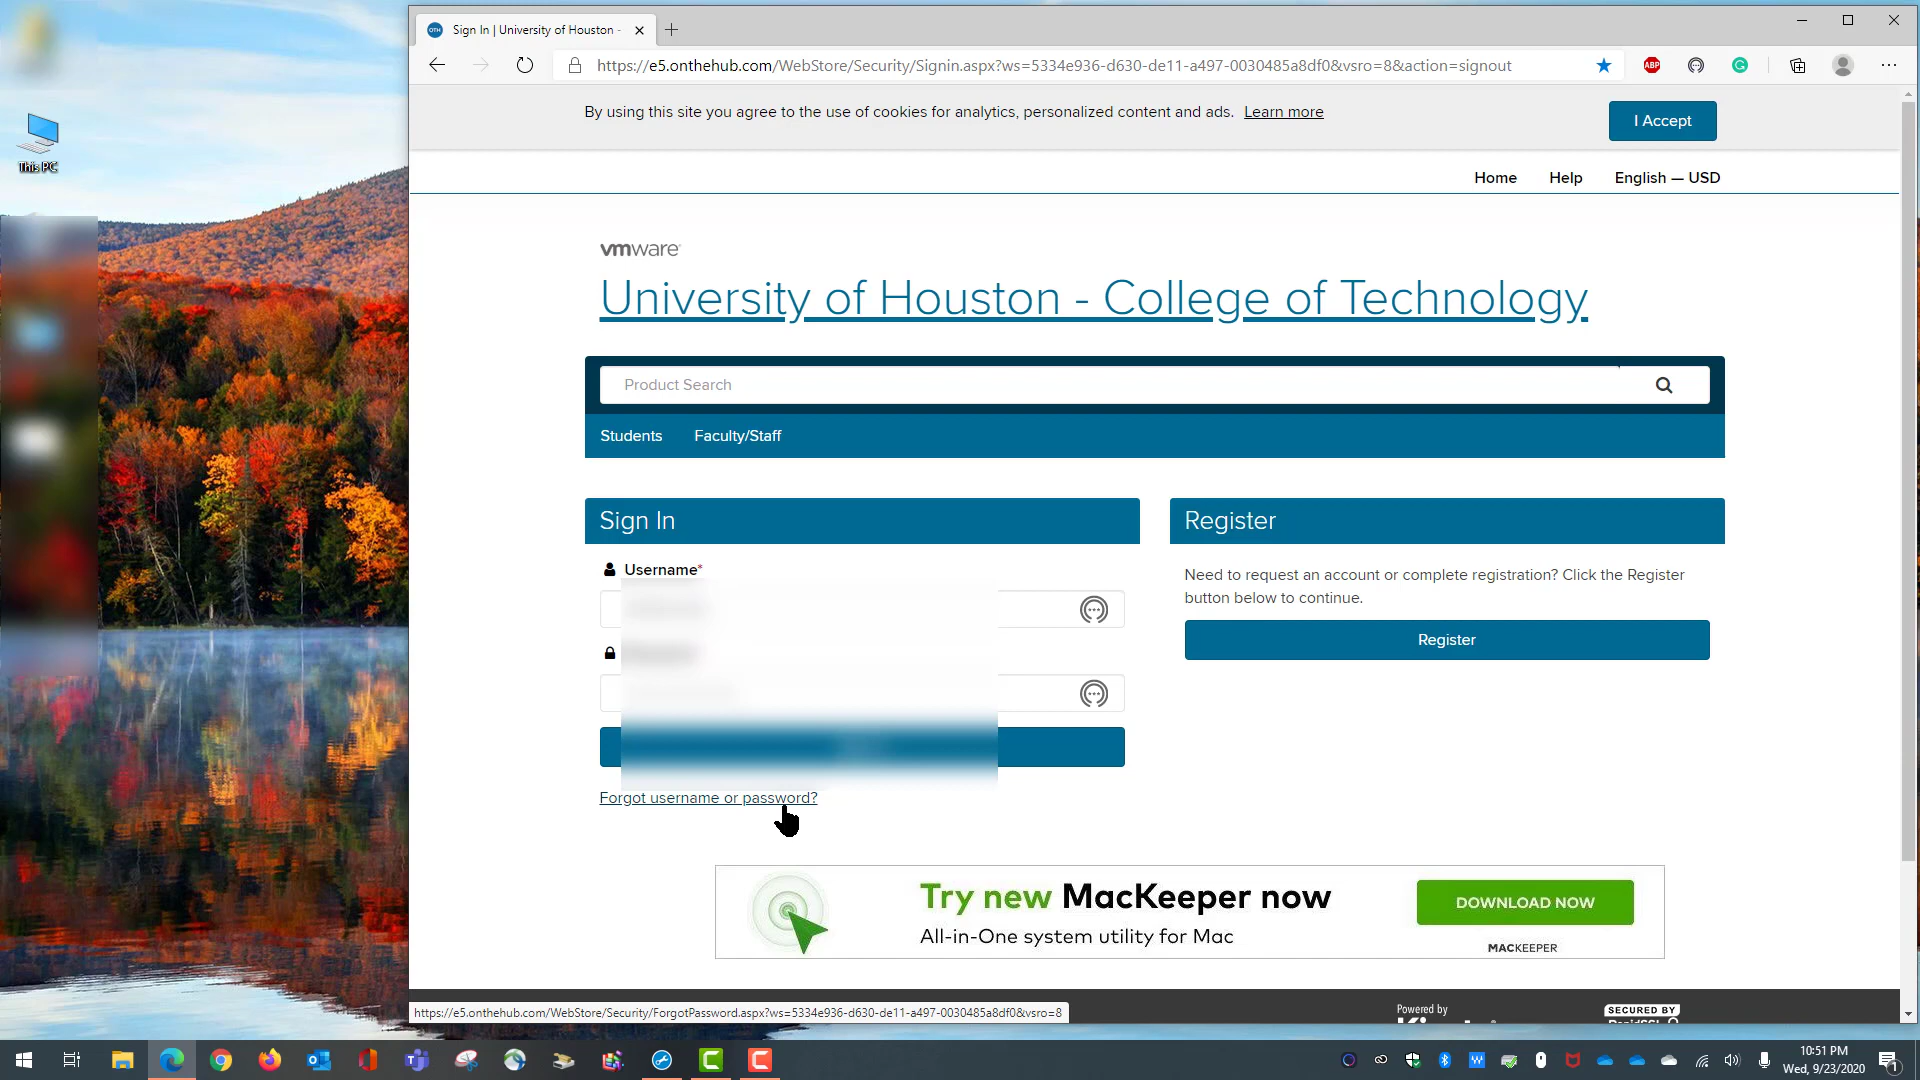 Sign In | University of Houston -
https://e5.onthehub.com/WebStore/Security/Signin.aspx?ws=5334e936-d630-de11-a497-0030485a8df0&vsro=8&action=signout
ABP
By using this site you agree to the use of cookies for analytics, personalized content and ads. Learn more
I Accept
This PC
Home Help English — USD
vmware
University of Houston - College of Technology
Product Search
Students Faculty/Staff
Sign In
Register
Username*
Need to request an account or complete registration? Click the Register
button below to continue.
Register
Forgot username or password?
Try new MacKeeper now
All-in-One system utility for Mac
DOWNLOAD NOW
MACKEEPER
https://e5.onthehub.com/WebStore/Security/ForgotPassword.aspx?ws=5334e936-d630-de11-a497-0030485a8df0&vsro=8
Powered by
SECURED BY
10:51 PM
Wed, 9/23/2020